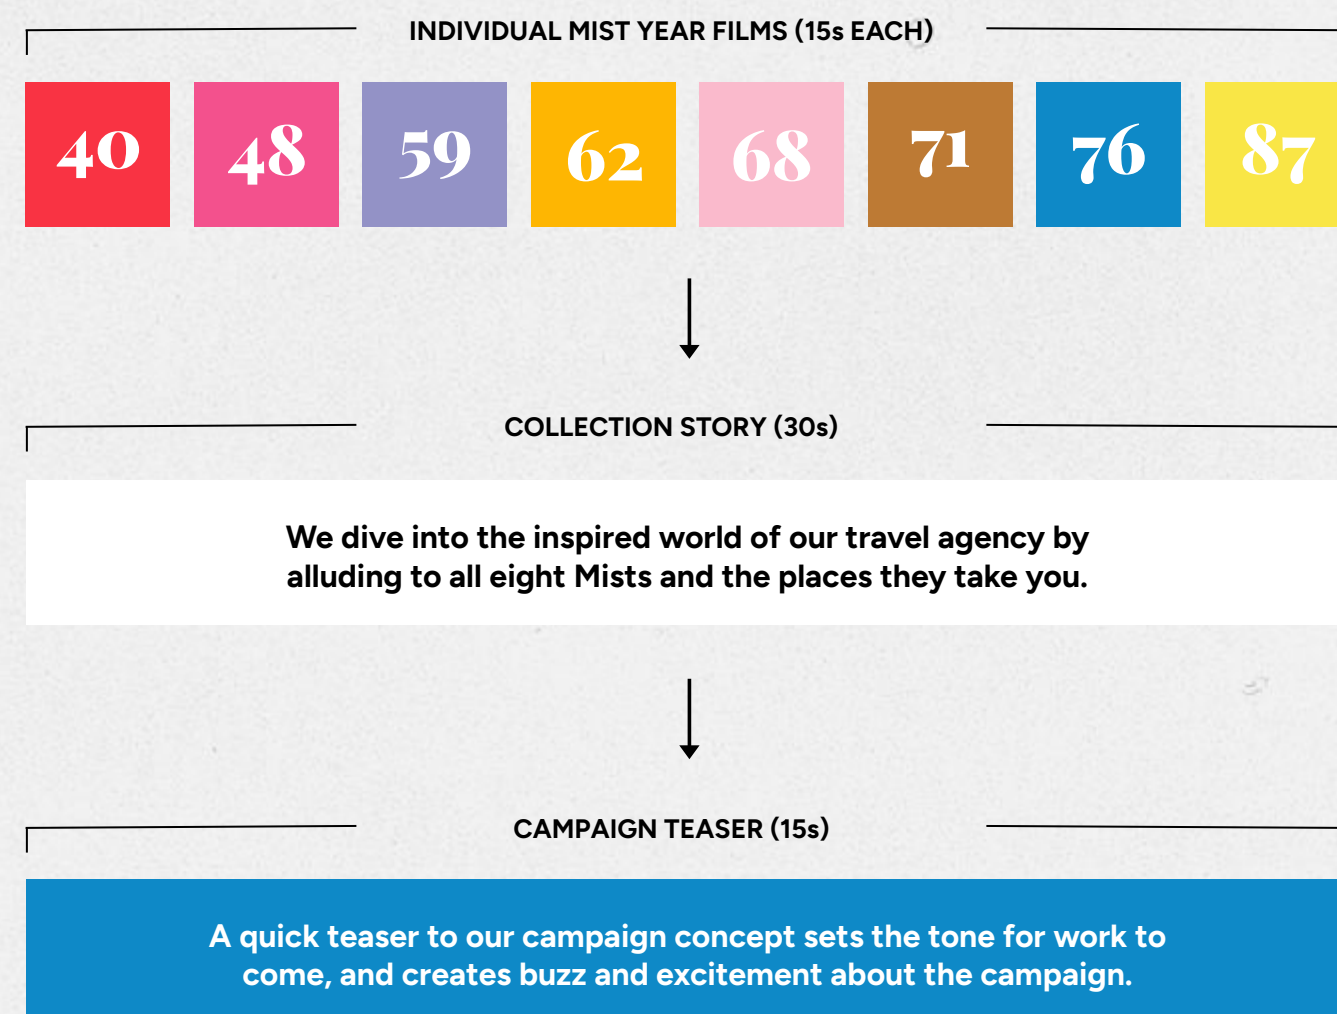 INDIVIDUAL MIST YEAR FILMS (15s EACH)
40 48 59 62 68 71 76 87
COLLECTION STORY (30s)
We dive into the inspired world of our travel agency by
alluding to all eight Mists and the places they take you.
CAMPAIGN TEASER (15s)
A quick teaser to our campaign concept sets the tone for work to
come, and creates buzz and excitement about the campaign.